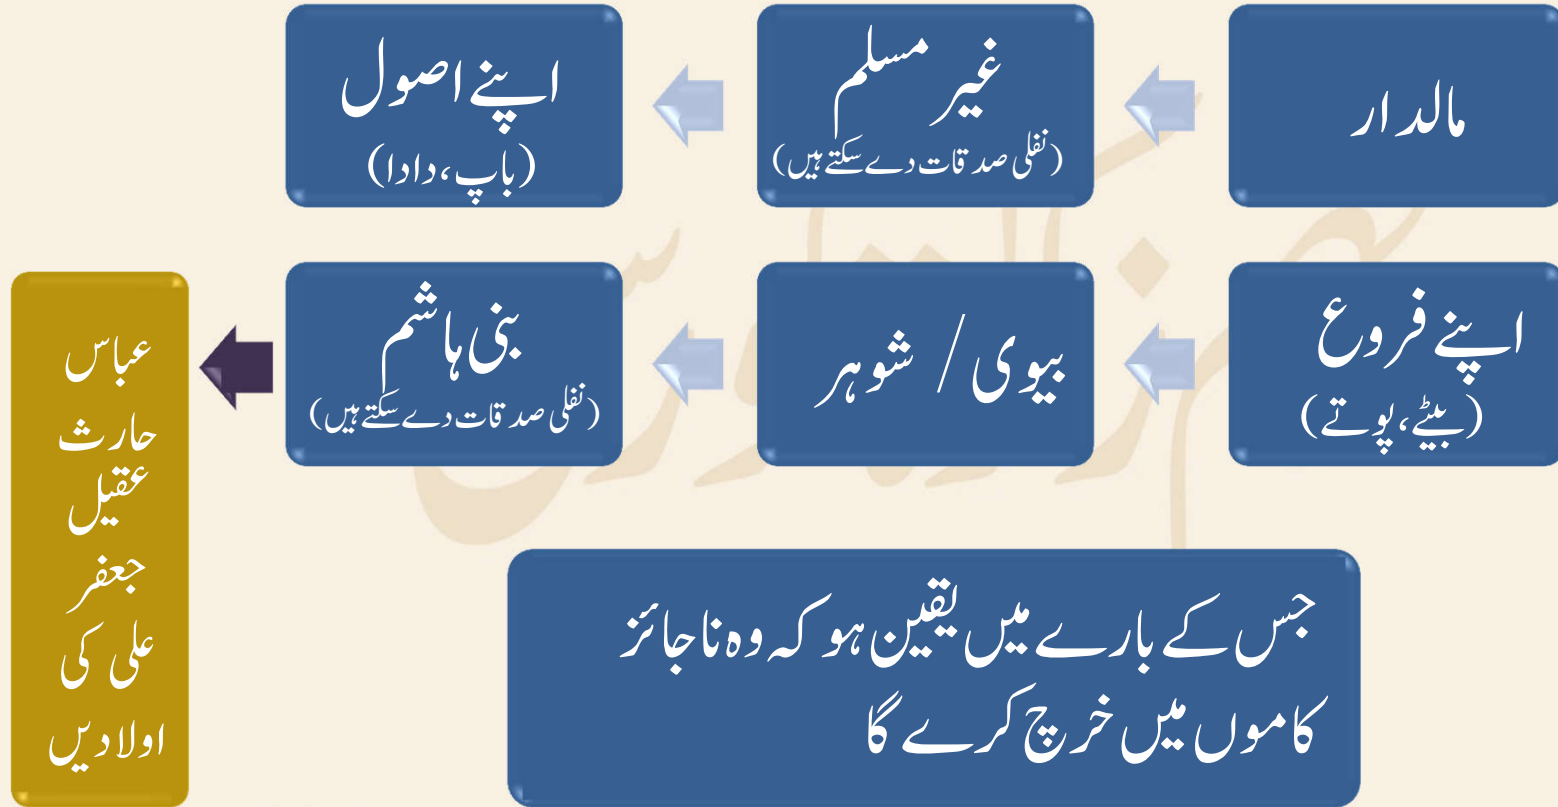 مالدار
غیر مسلم
(نفلی صدقات دے سکتے ہیں)
اپنے اصول
(باپ، دادا)
اپنے فروع
(بیٹے، پوتے)
بیوی / شوہر
بنی ہاشم
(نفلی صدقات دے سکتے ہیں)
عباس
حارث
عقیل
جعفر
علی کی
اولادیں
جس کے بارے میں یقین ہو کہ وہ ناجائز
کاموں میں خرچ کرے گا